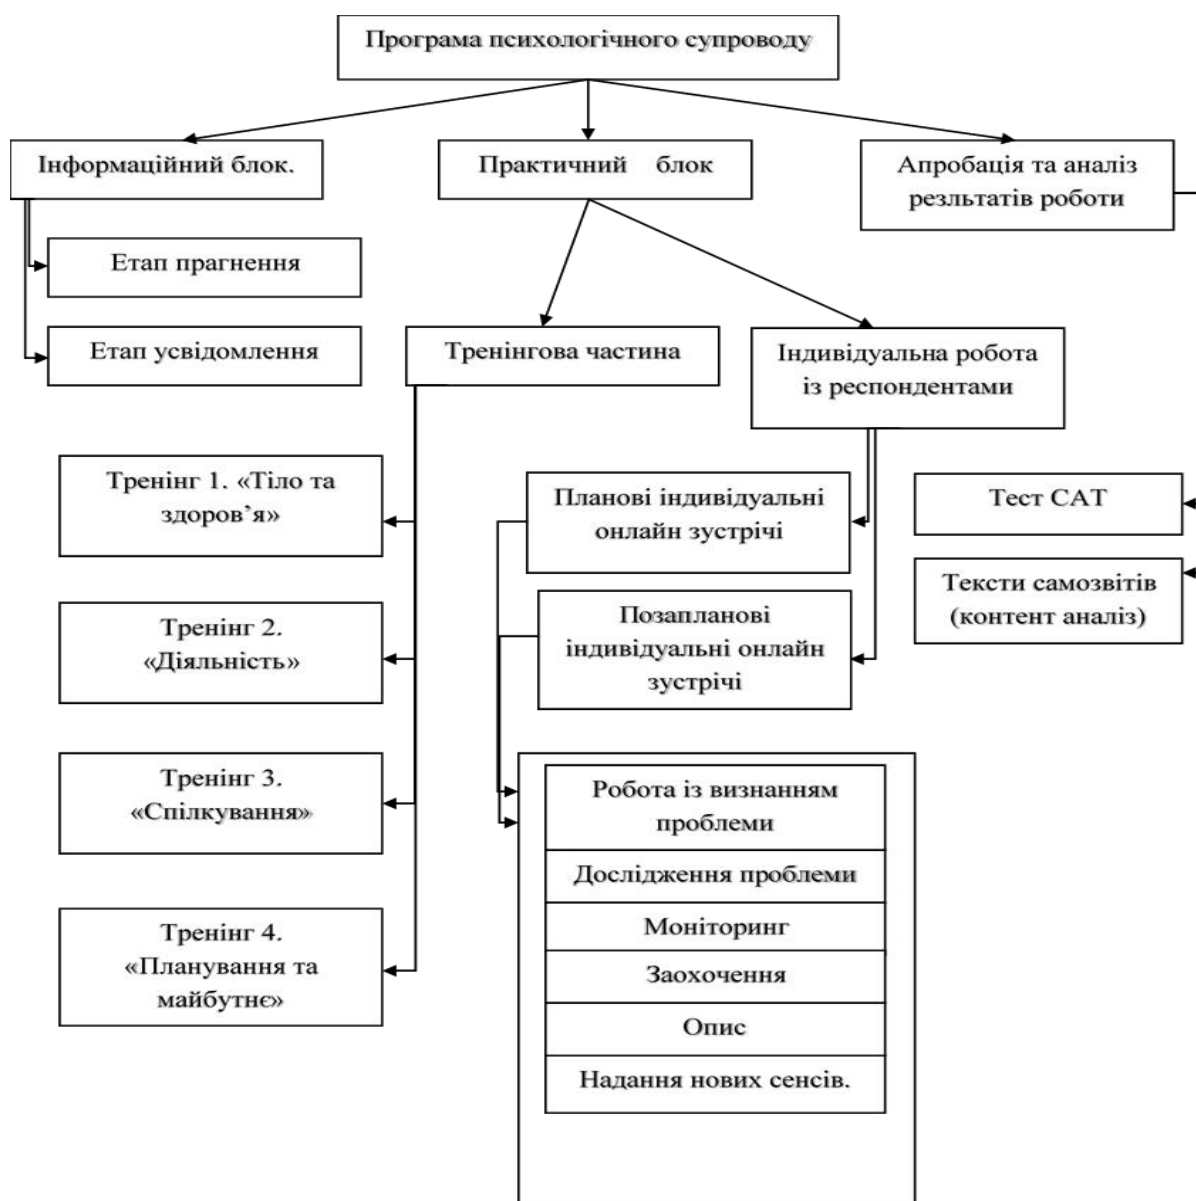 Програма психологічного супроводу
Інформаційний блок.
Практичний блок
Апробація та аналіз
резльтатів роботи
Етап прагнення
Етап усвідомлення
Тренінгова частина
Індивідуальна робота
із респондентами
Тренінг 1. «Тіло та
здоров’я»
Тренінг 2.
«Діяльність»
Тренінг 3.
«Спілкування»
Тренінг 4.
«Планування та
майбутнє»
Планові індивідуальні
онлайн зустрічі
Позапланові
індивідуальні онлайн
зустрічі
Тест САТ
Тексти самозвітів
(контент аналіз)
Робота із визнанням
проблеми
Дослідження проблеми
Моніторинг
Заохочення
Опис
Надання нових сенсів.